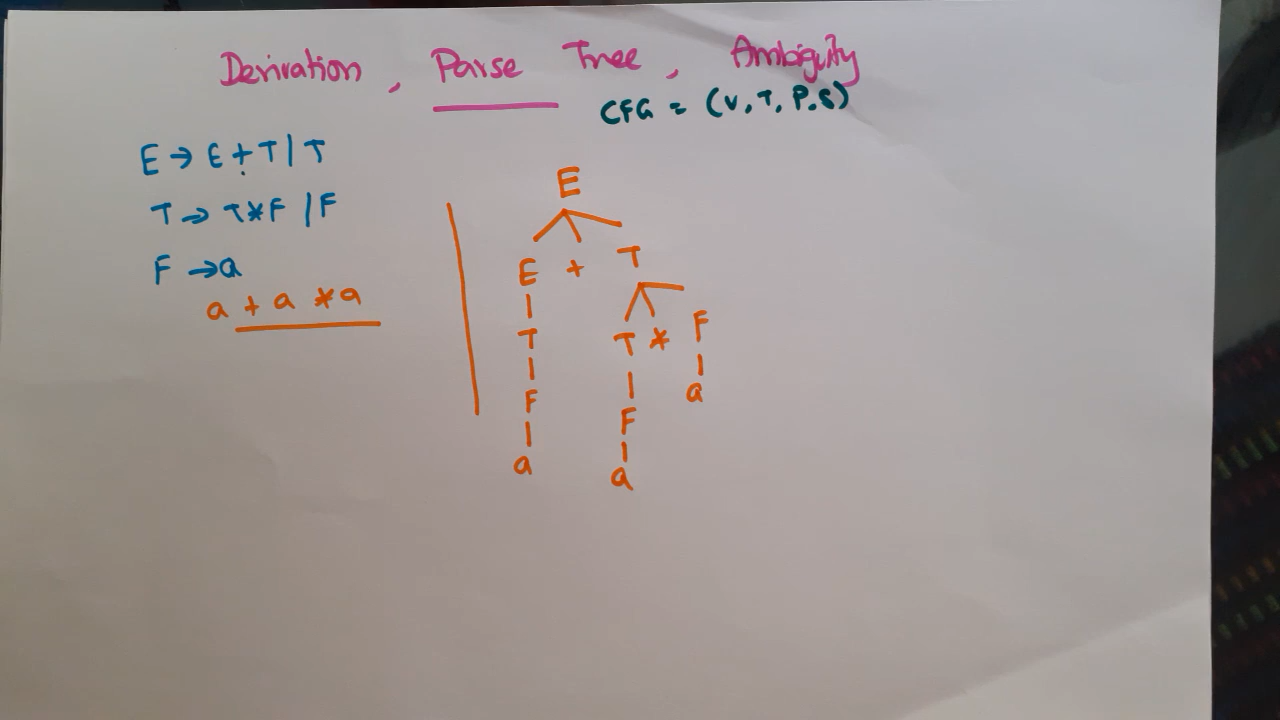 Derivation, Parse Tree, Ambiguity
CFG = (V, T, P, S)
E → E + T | T
T → T * F | F
F → a
a + a * a
E
E + T
T T * F
F F a
a a